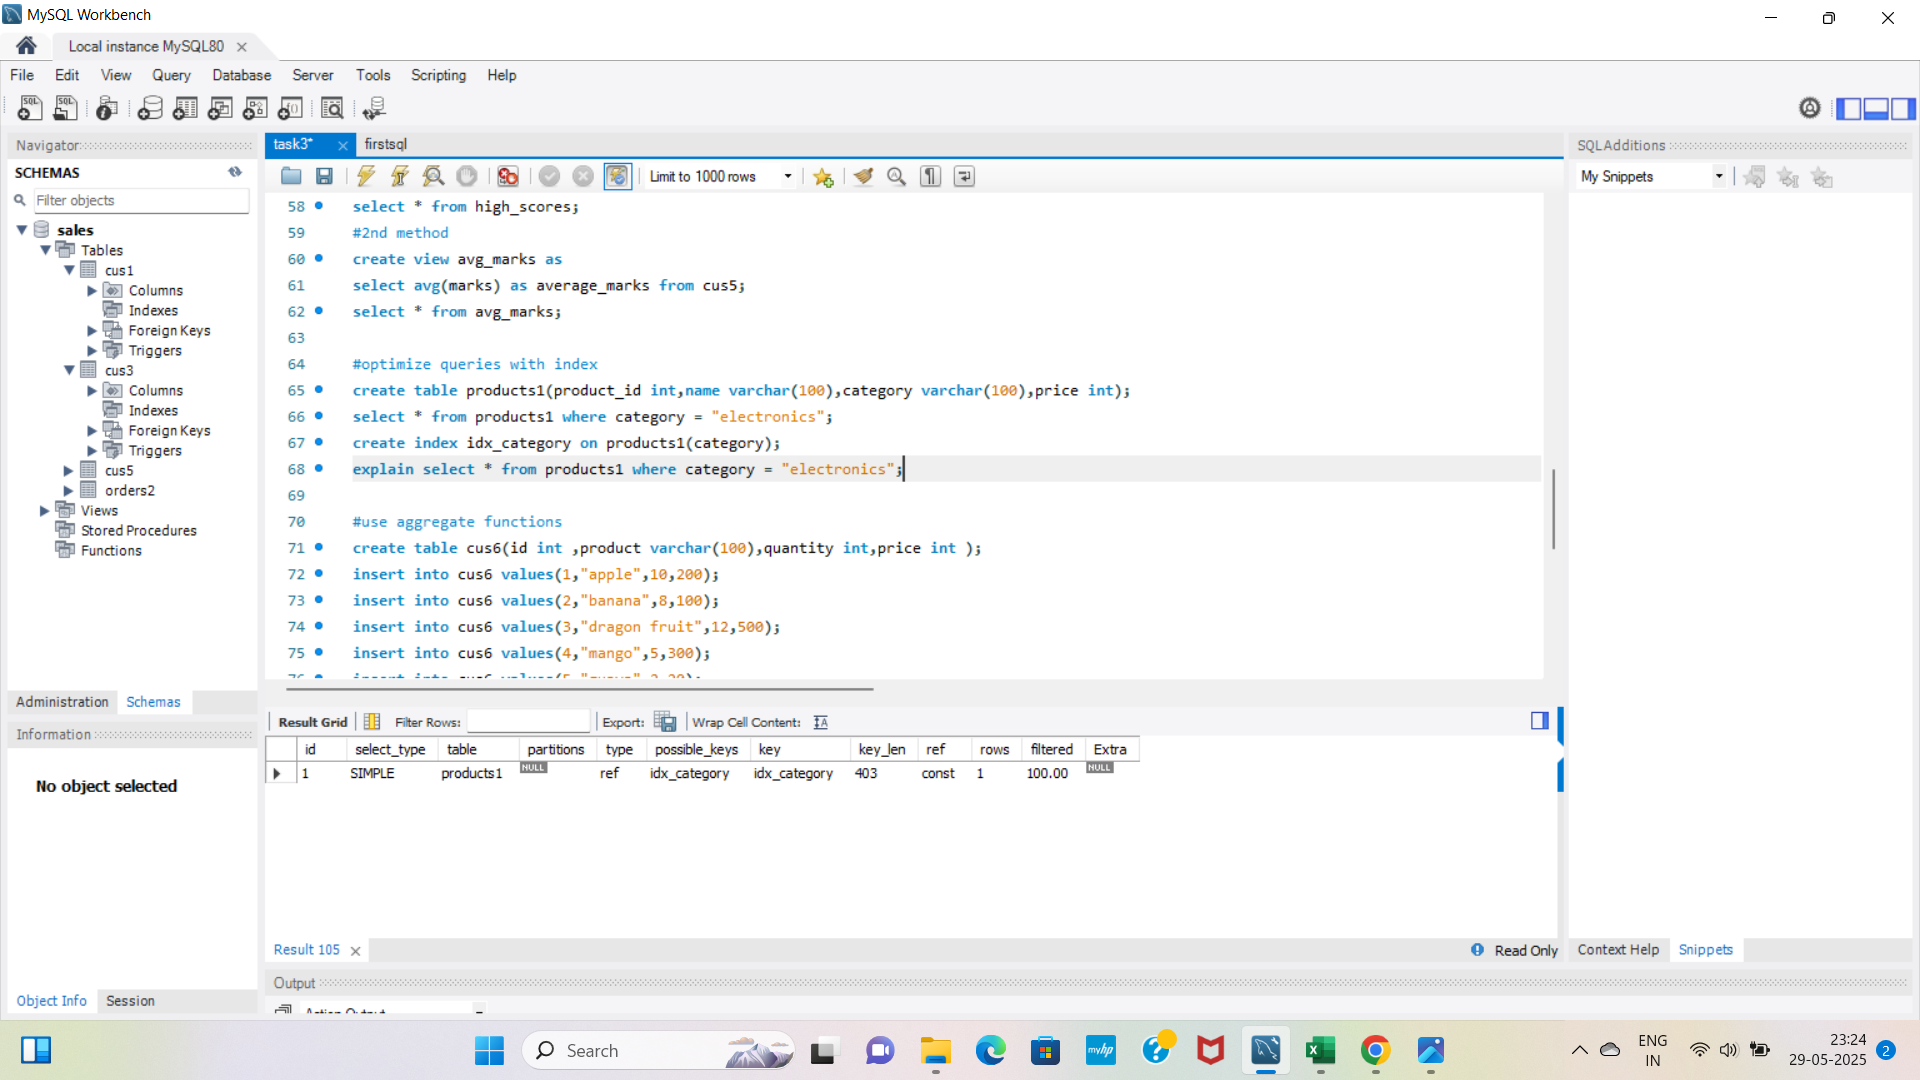 MySQL Workbench
Local instance MySQL80
File Edit View Query Database Server Tools Scripting Help
Navigator
SCHEMAS
Filter objects
sales
Tables
cus1
Columns
Indexes
Foreign Keys
Triggers
cus3
Columns
Indexes
Foreign Keys
Triggers
cus5
orders2
Views
Stored Procedures
Functions
Administration Schemas
Information
No object selected
Object Info Session
task3* firstsql
Limit to 1000 rows
58 select * from high_scores;
59 #2nd method
60 create view avg_marks as
61 select avg(marks) as average_marks from cus5;
62 select * from avg_marks;
63
64 #optimize queries with index
65 create table products1(product_id int,name varchar(100),category varchar(100),price int);
66 select * from products1 where category = "electronics";
67 create index idx_category on products1(category);
68 explain select * from products1 where category = "electronics";
69
70 #use aggregate functions
71 create table cus6(id int ,product varchar(100),quantity int,price int );
72 insert into cus6 values(1,"apple",10,200);
73 insert into cus6 values(2,"banana",8,100);
74 insert into cus6 values(3,"dragon fruit",12,500);
75 insert into cus6 values(4,"mango",5,300);
Result Grid Filter Rows: Export: Wrap Cell Content:
id select_type table partitions type possible_keys key key_len ref rows filtered Extra
1 SIMPLE products1 NULL ref idx_category idx_category 403 const 1 100.00 NULL
Result 105
Read Only
Output
Action Output
SQLAdditions
My Snippets
Context Help Snippets
Search
myhp
ENG
IN
23:24
29-05-2025
2